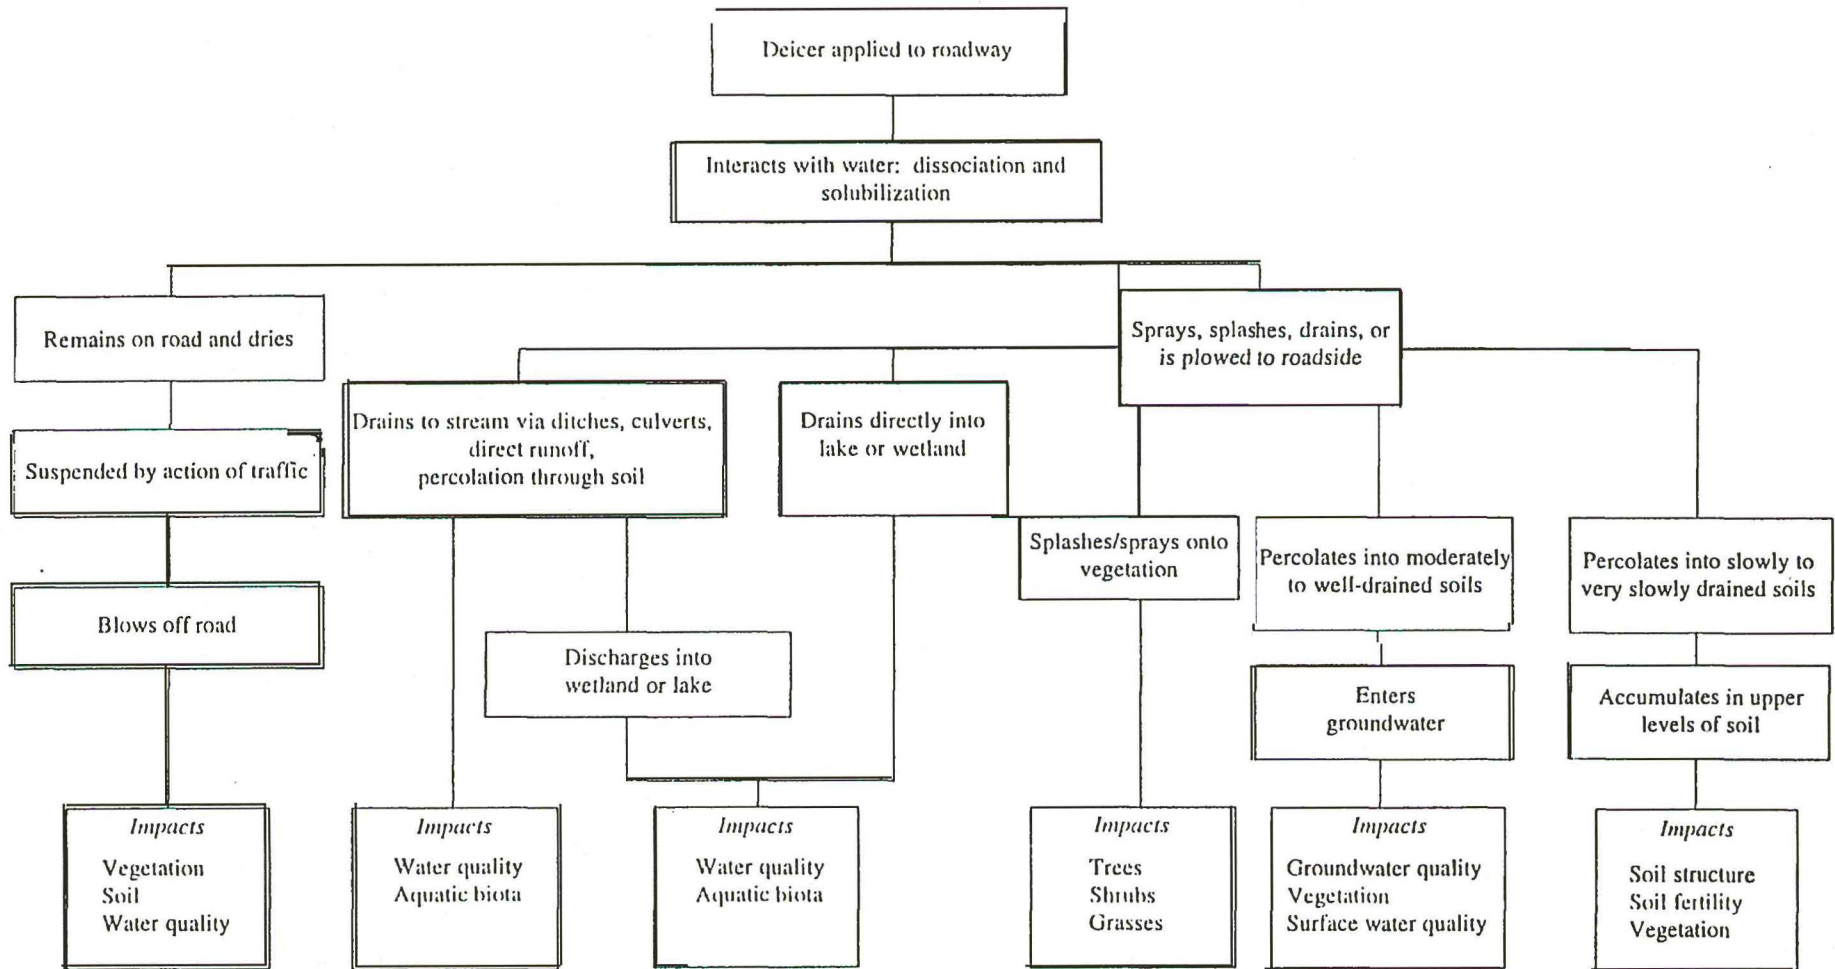 Deicer applied to roadway
Interacts with water: dissociation and
solubilization
Remains on road and dries
Sprays, splashes, drains, or
is plowed to roadside
Suspended by action of traffic
Drains to stream via ditches, culverts,
direct runoff,
percolation through soil
Drains directly into
lake or wetland
Blows off road
Discharges into
wetland or lake
Splashes/sprays onto
vegetation
Percolates into moderately
to well-drained soils
Percolates into slowly to
very slowly drained soils
Enters
groundwater
Accumulates in upper
levels of soil
Impacts
Vegetation
Soil
Water quality
Impacts
Water quality
Aquatic biota
Impacts
Water quality
Aquatic biota
Impacts
Trees
Shrubs
Grasses
Impacts
Groundwater quality
Vegetation
Surface water quality
Impacts
Soil structure
Soil fertility
Vegetation